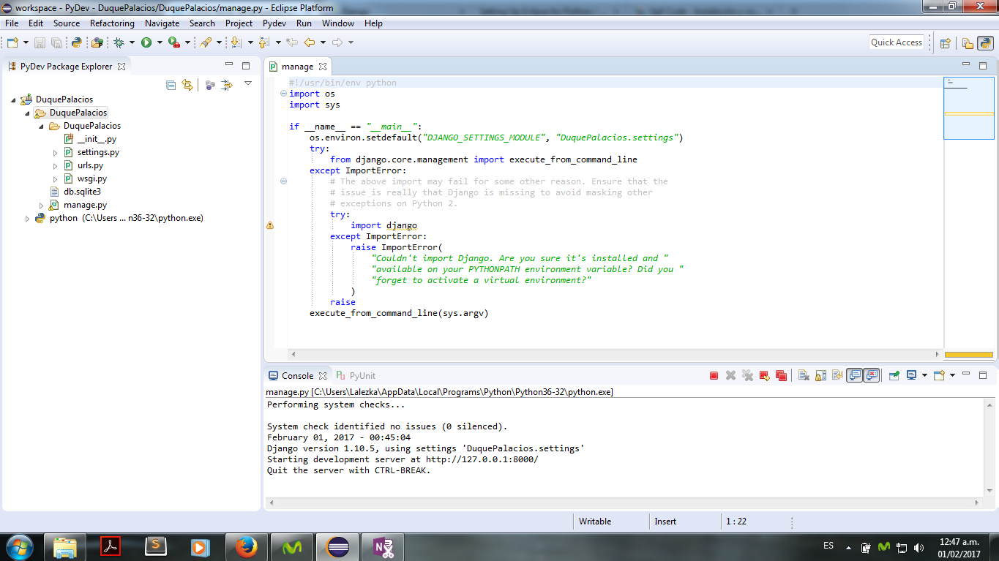 workspace - PyDev - DuquePalacios/DuquePalacios/manage.py - Eclipse Platform
File Edit Source Refactoring Navigate Search Project Pydev Run Window Help
Quick Access
PyDev Package Explorer
DuquePalacios
DuquePalacios
DuquePalacios
__init__.py
settings.py
urls.py
wsgi.py
db.sqlite3
manage.py
python (C:\Users ... n36-32\python.exe)
manage
#!/usr/bin/env python
import os
import sys
if __name__ == "__main__":
os.environ.setdefault("DJANGO_SETTINGS_MODULE", "DuquePalacios.settings")
try:
from django.core.management import execute_from_command_line
except ImportError:
# The above import may fail for some other reason. Ensure that the
# issue is really that Django is missing to avoid masking other
# exceptions on Python 2.
try:
import django
except ImportError:
raise ImportError(
"Couldn't import Django. Are you sure it's installed and "
"available on your PYTHONPATH environment variable? Did you "
"forget to activate a virtual environment?"
)
raise
execute_from_command_line(sys.argv)
Console PyUnit
manage.py [C:\Users\Lalezka\AppData\Local\Programs\Python\Python36-32\python.exe]
Performing system checks...
System check identified no issues (0 silenced).
February 01, 2017 - 00:45:04
Django version 1.10.5, using settings 'DuquePalacios.settings'
Starting development server at http://127.0.0.1:8000/
Quit the server with CTRL-BREAK.
Writable Insert 1 : 22
ES
12:47 a.m.
01/02/2017